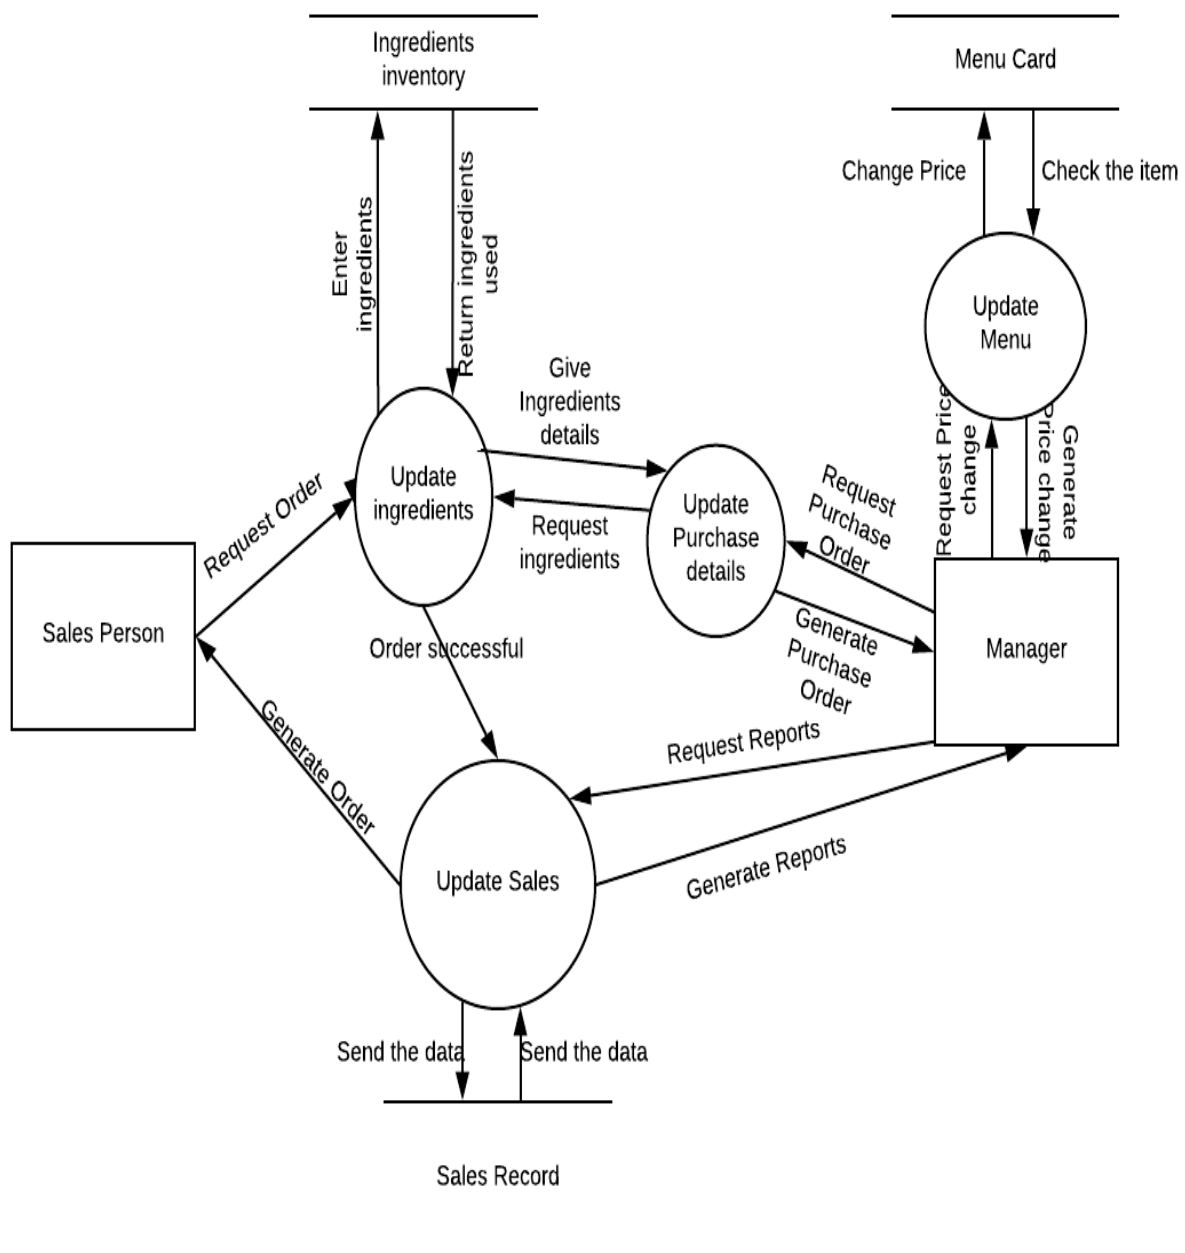 Ingredients
inventory
Menu Card
Change Price
Check the item
Enter
ingredients
Return ingredients
used
Update
Menu
Give
Ingredients
details
Request Price
change
Generate
Price change
Request Order
Update
ingredients
Request
Purchase
Order
Update
Purchase
details
Request
ingredients
Sales Person
Order successful
Generate
Purchase
Order
Manager
Generate Order
Request Reports
Update Sales
Generate Reports
Send the data
Send the data
Sales Record